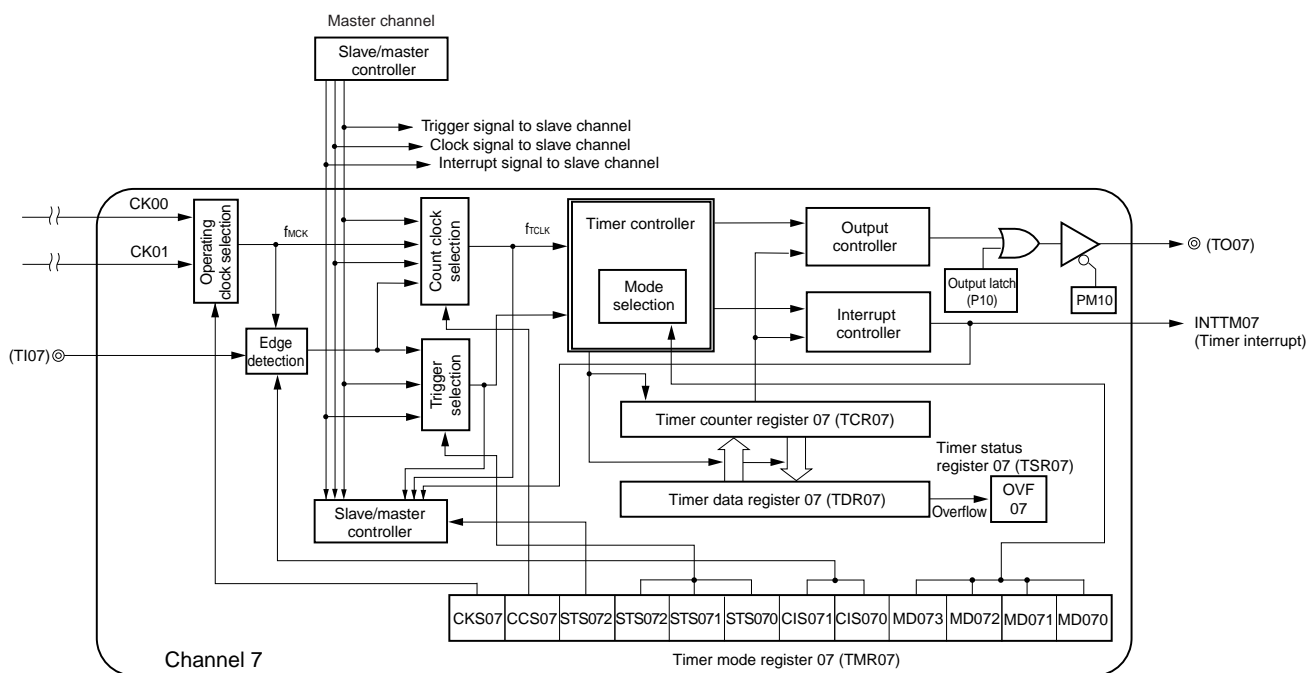 Master channel
Slave/master
controller
Trigger signal to slave channel
Clock signal to slave channel
Interrupt signal to slave channel
CK00
CK01
Operating
clock selection
fMCK
Count clock
selection
fTCLK
Timer controller
Mode
selection
Output
controller
Output latch
(P10)
PM10
(TO07)
Interrupt
controller
INTTM07
(Timer interrupt)
(TI07)
Edge
detection
Trigger
selection
Timer counter register 07 (TCR07)
Timer status
register 07 (TSR07)
Timer data register 07 (TDR07)
Overflow
OVF
07
Slave/master
controller
CKS07 CCS07 STS072 STS072 STS071 STS070 CIS071 CIS070 MD073 MD072 MD071 MD070
Channel 7
Timer mode register 07 (TMR07)